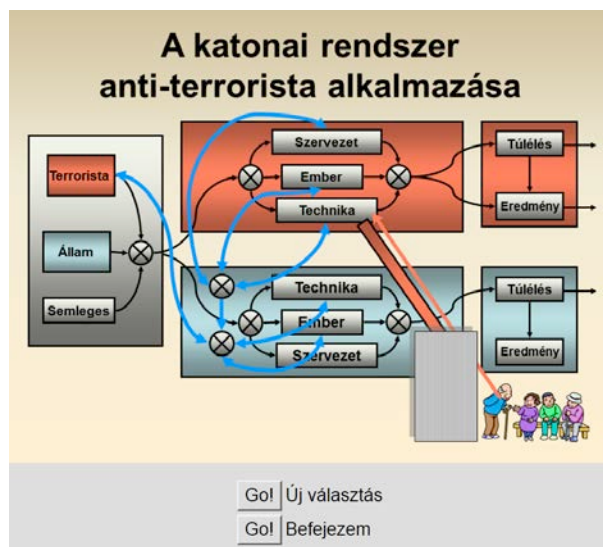 A katonai rendszer
anti-terrorista alkalmazása
Terrorista
Állam
Semleges
Szervezet
Ember
Technika
Túlélés
Eredmény
Technika
Ember
Szervezet
Túlélés
Eredmény
Go! Új választás
Go! Befejezem